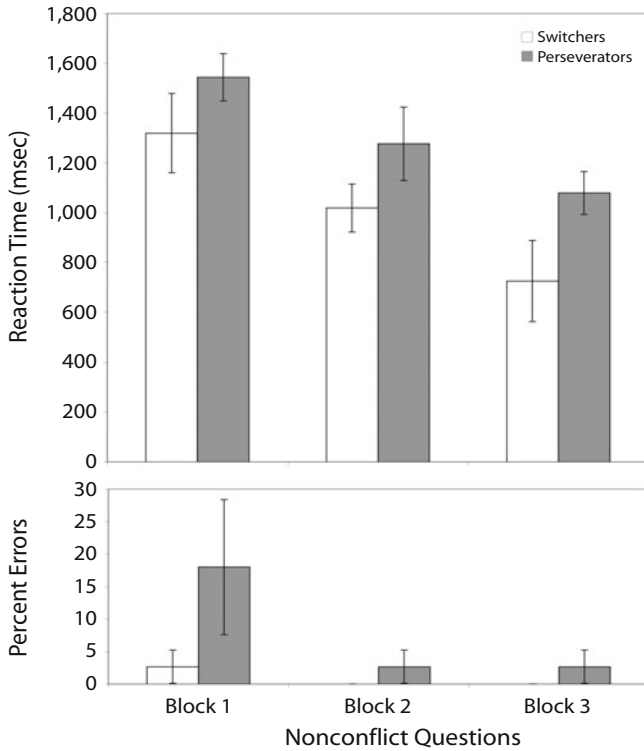 1,800
1,600
1,400
1,200
1,000
800
600
400
200
0
Reaction Time (msec)
Switchers
Perseverators
30
25
20
15
10
5
0
Percent Errors
Block 1
Block 2
Block 3
Nonconflict Questions